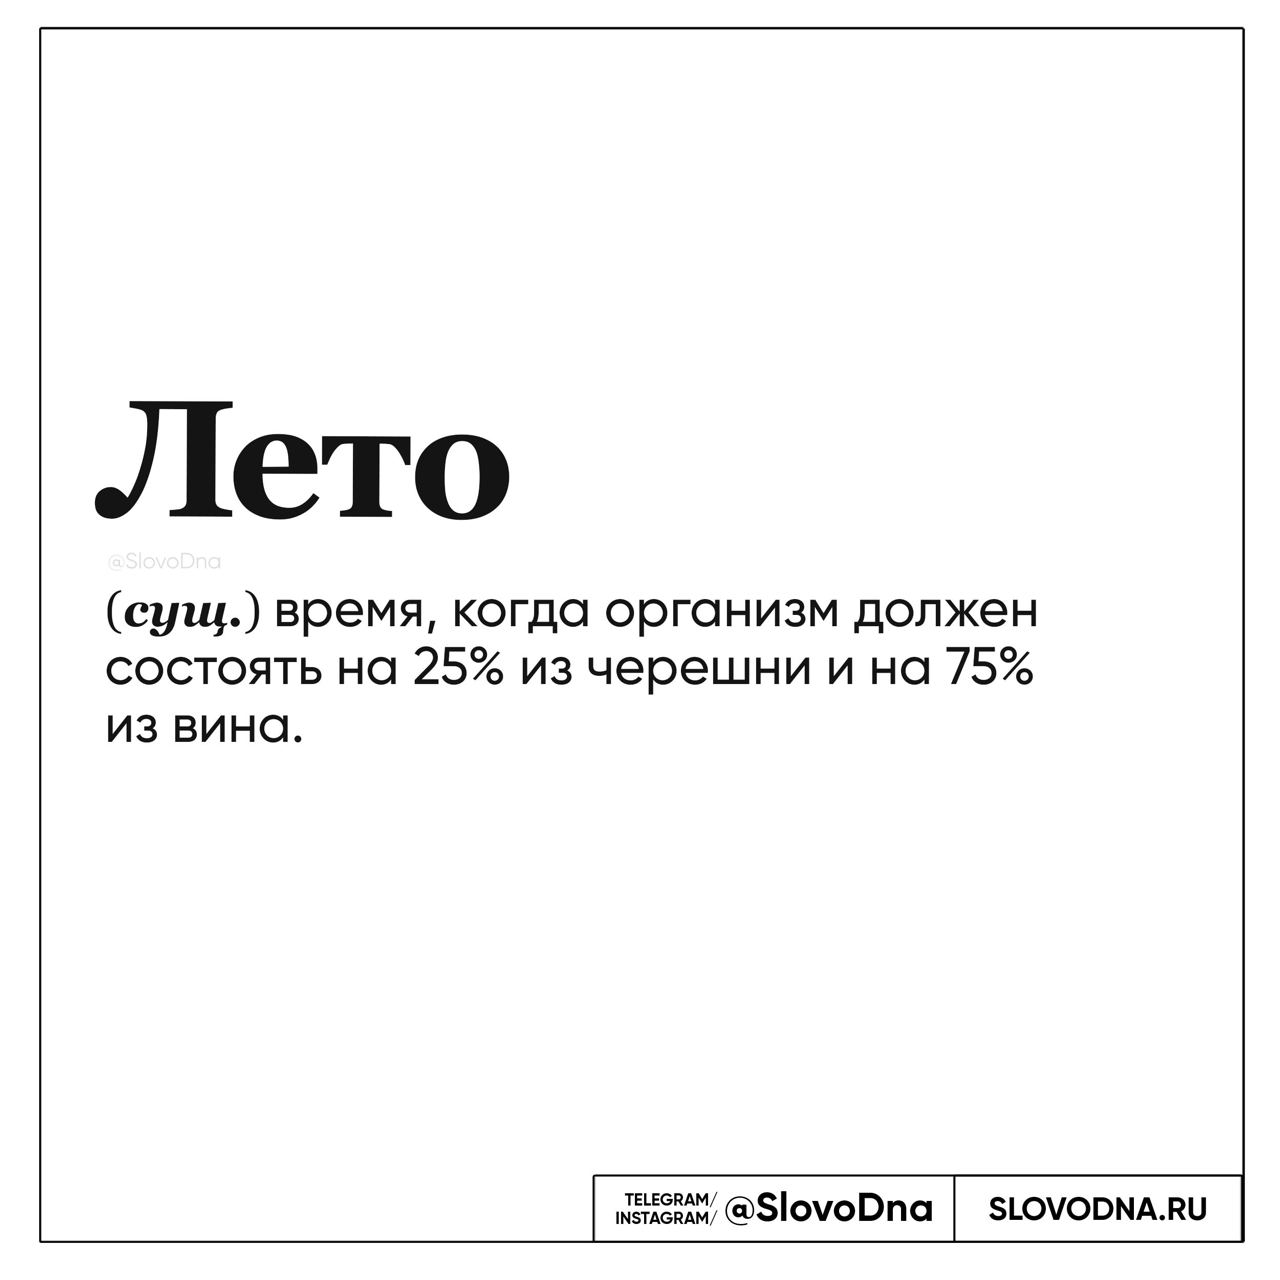 Лето
@SlovoDna
(сущ.) время, когда организм должен
состоять на 25% из черешни и на 75%
из вина.
TELEGRAM/
INSTAGRAM/
@SlovoDna
SLOVODNA.RU